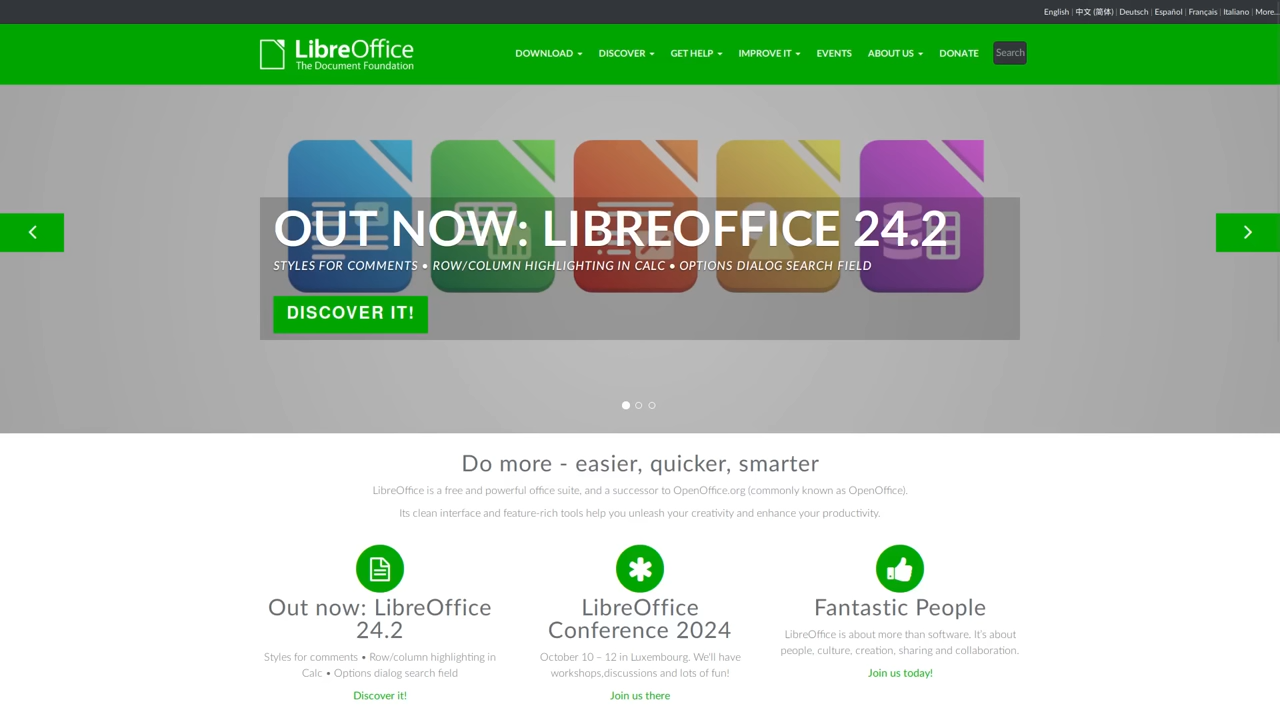 English | 中文 (简体) | Deutsch | Español | Français | Italiano | More...
LibreOffice
The Document Foundation
DOWNLOAD DISCOVER GET HELP IMPROVE IT EVENTS ABOUT US DONATE Search
OUT NOW: LIBREOFFICE 24.2
STYLES FOR COMMENTS • ROW/COLUMN HIGHLIGHTING IN CALC • OPTIONS DIALOG SEARCH FIELD
DISCOVER IT!
Do more - easier, quicker, smarter
LibreOffice is a free and powerful office suite, and a successor to OpenOffice.org (commonly known as OpenOffice).
Its clean interface and feature-rich tools help you unleash your creativity and enhance your productivity.
Out now: LibreOffice
24.2
Styles for comments • Row/column highlighting in
Calc • Options dialog search field
Discover it!
LibreOffice
Conference 2024
October 10 – 12 in Luxembourg. We'll have
workshops,discussions and lots of fun!
Join us there
Fantastic People
LibreOffice is about more than software. It's about
people, culture, creation, sharing and collaboration.
Join us today!